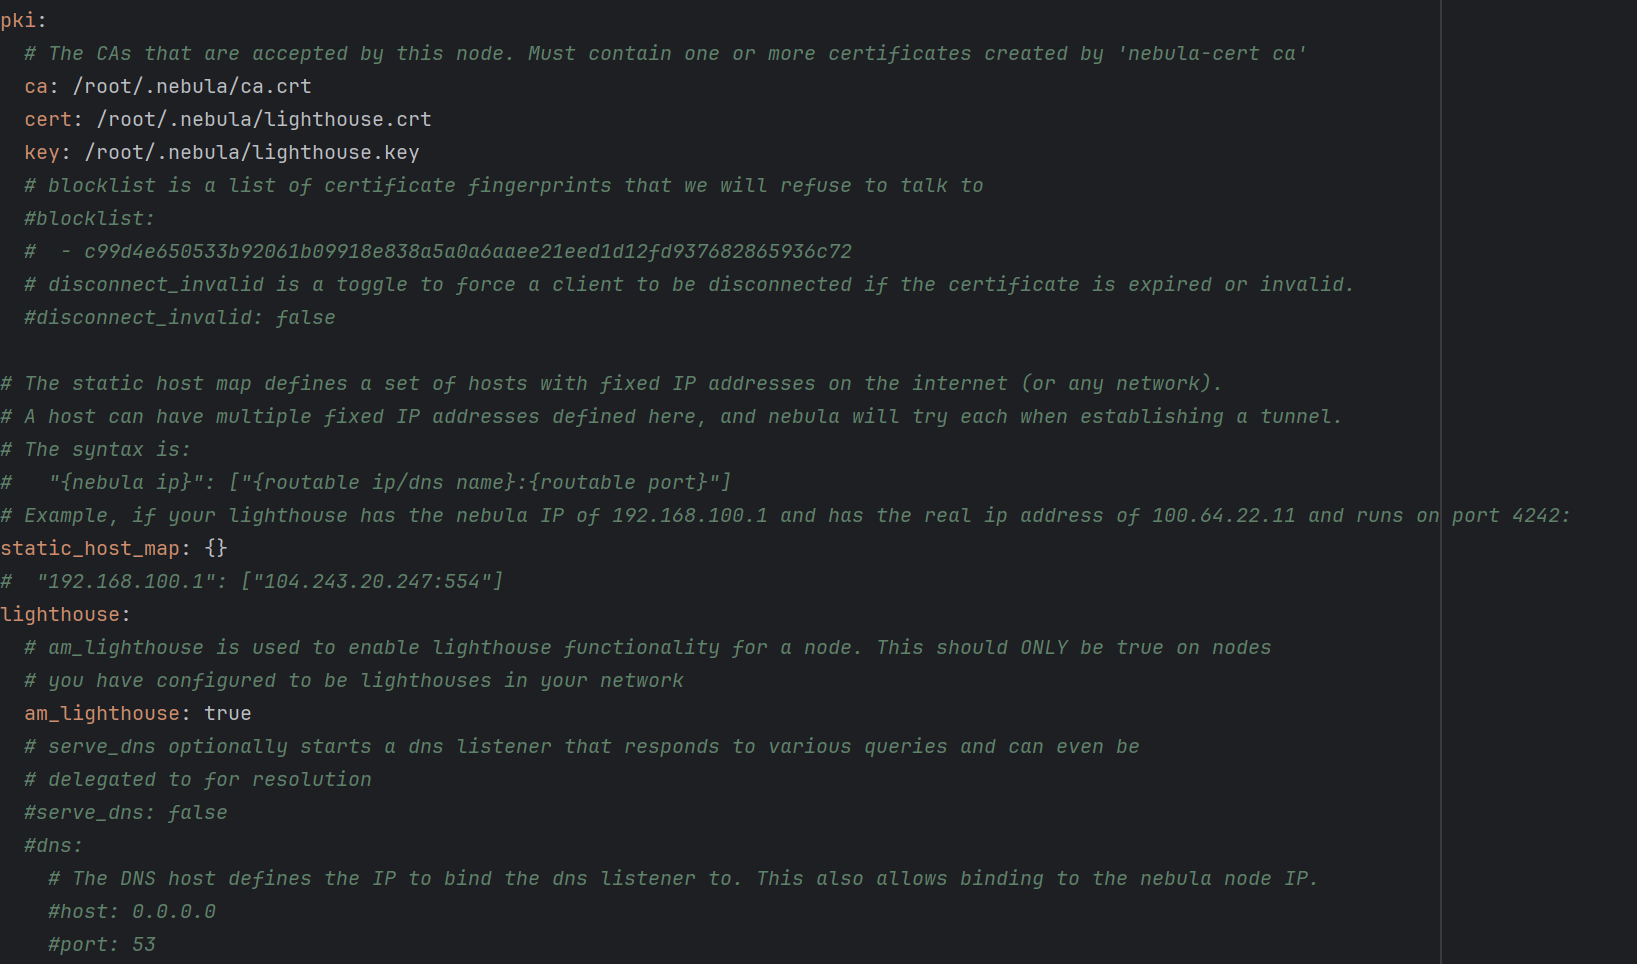 pki:
  # The CAs that are accepted by this node. Must contain one or more certificates created by 'nebula-cert ca'
  ca: /root/.nebula/ca.crt
  cert: /root/.nebula/lighthouse.crt
  key: /root/.nebula/lighthouse.key
  # blocklist is a list of certificate fingerprints that we will refuse to talk to
  #blocklist:
  #  - c99d4e650533b92061b09918e838a5a0a6aaee21eed1d12fd937682865936c72
  # disconnect_invalid is a toggle to force a client to be disconnected if the certificate is expired or invalid.
  #disconnect_invalid: false

# The static host map defines a set of hosts with fixed IP addresses on the internet (or any network).
# A host can have multiple fixed IP addresses defined here, and nebula will try each when establishing a tunnel.
# The syntax is:
#   "{nebula ip}": ["{routable ip/dns name}:{routable port}"]
# Example, if your lighthouse has the nebula IP of 192.168.100.1 and has the real ip address of 100.64.22.11 and runs on port 4242:
static_host_map: {}
#  "192.168.100.1": ["104.243.20.247:554"]
lighthouse:
  # am_lighthouse is used to enable lighthouse functionality for a node. This should ONLY be true on nodes
  # you have configured to be lighthouses in your network
  am_lighthouse: true
  # serve_dns optionally starts a dns listener that responds to various queries and can even be
  # delegated to for resolution
  #serve_dns: false
  #dns:
    # The DNS host defines the IP to bind the dns listener to. This also allows binding to the nebula node IP.
    #host: 0.0.0.0
    #port: 53